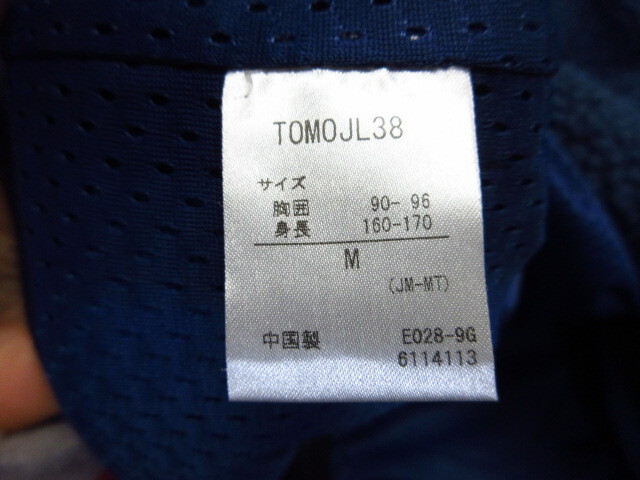 TOMOJL38
サイズ
胸囲 90- 96
身長 160-170
M
(JM-MT)
中国製 E028-9G
6114113